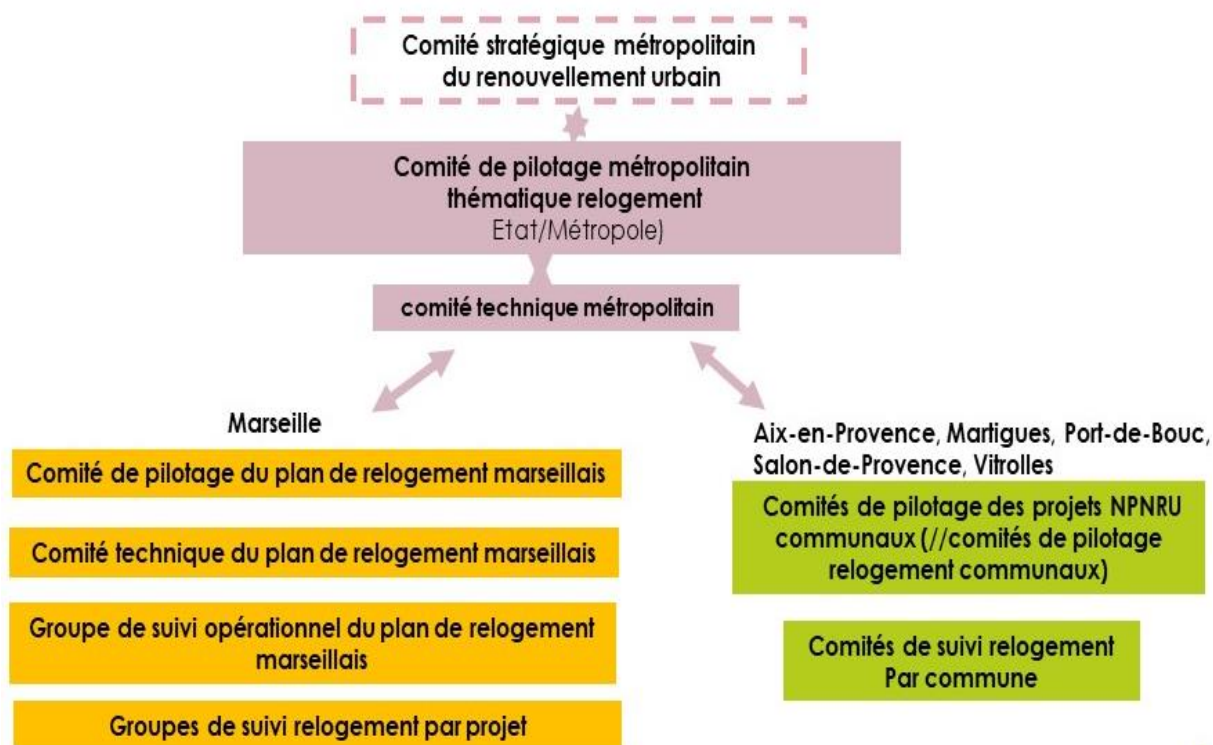 Comité stratégique métropolitain
du renouvellement urbain
Comité de pilotage métropolitain
thématique relogement
Etat/Métropole)
comité technique métropolitain
Marseille
Comité de pilotage du plan de relogement marseillais
Comité technique du plan de relogement marseillais
Groupe de suivi opérationnel du plan de relogement
marseillais
Groupes de suivi relogement par projet
Aix-en-Provence, Martigues, Port-de-Bouc,
Salon-de-Provence, Vitrolles
Comités de pilotage des projets NPNRU
communaux (//comités de pilotage
relogement communaux)
Comités de suivi relogement
Par commune